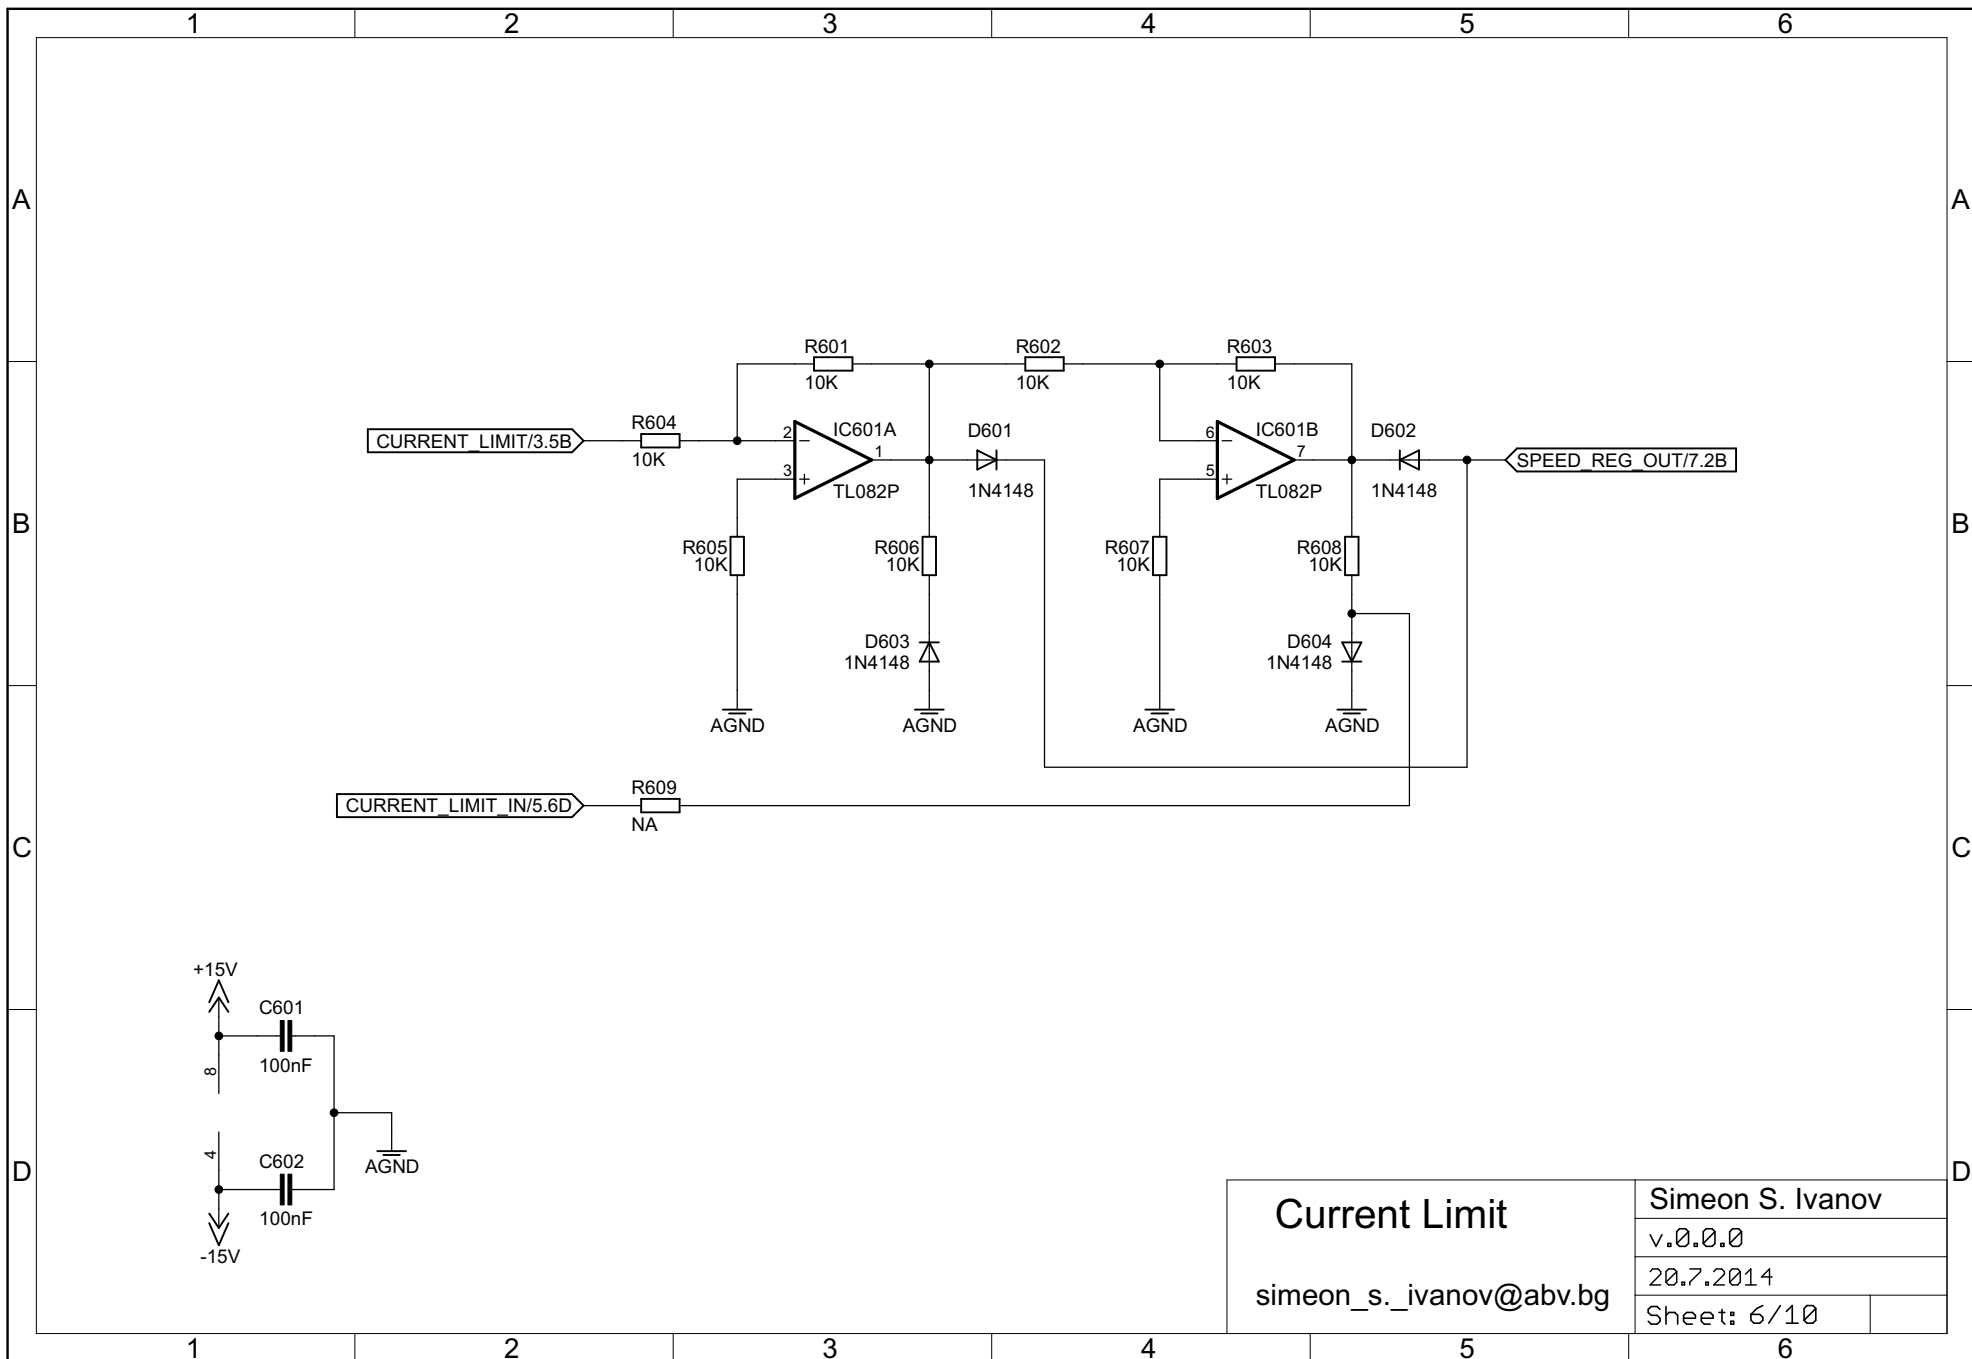 1 2 3 4 5 6
A A
R601 R602 R603
10K 10K 10K
CURRENT_LIMIT/3.5B
R604
10K
2 −
3 +
1
IC601A
TL082P
D601
1N4148
6 −
5 +
7
IC601B
TL082P
D602
1N4148
SPEED_REG_OUT/7.2B
B B
R605
10K
R606
10K
R607
10K
R608
10K
D603
1N4148
D604
1N4148
AGND AGND AGND AGND
CURRENT_LIMIT_IN/5.6D
R609
NA
C C
+15V
C601
100nF
8
4
C602
100nF
AGND
-15V
D D
Current Limit
simeon_s._ivanov@abv.bg
Simeon S. Ivanov
v.0.0.0
20.7.2014
Sheet: 6/10
1 2 3 4 5 6